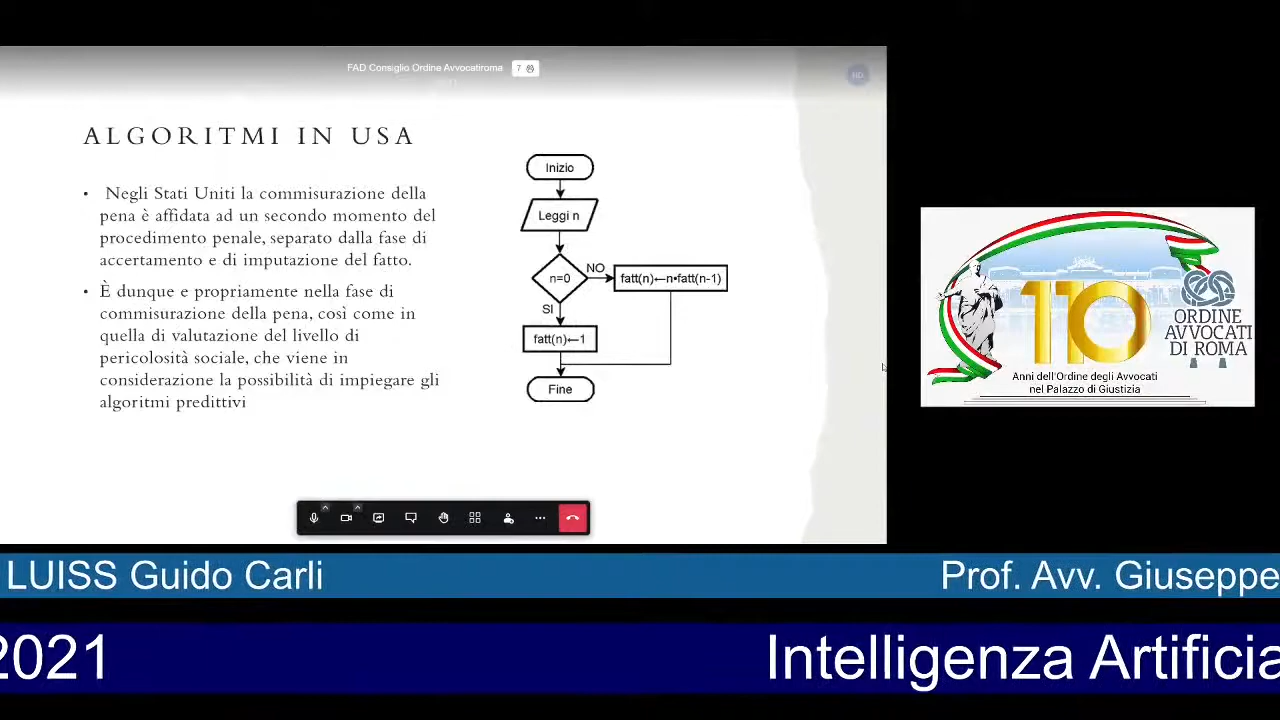 FAD Consiglio Ordine Avvocatiroma
7
ND
ALGORITMI IN USA
• Negli Stati Uniti la commisurazione della
pena è affidata ad un secondo momento del
procedimento penale, separato dalla fase di
accertamento e di imputazione del fatto.
• È dunque e propriamente nella fase di
commisurazione della pena, così come in
quella di valutazione del livello di
pericolosità sociale, che viene in
considerazione la possibilità di impiegare gli
algoritmi predittivi
Inizio
Leggi n
n=0
NO
fatt(n)←n•fatt(n-1)
SI
fatt(n)←1
Fine
110
ORDINE
AVVOCATI
DI ROMA
Anni dell'Ordine degli Avvocati
nel Palazzo di Giustizia
LUISS Guido Carli
Prof. Avv. Giuseppe
2021
Intelligenza Artificia